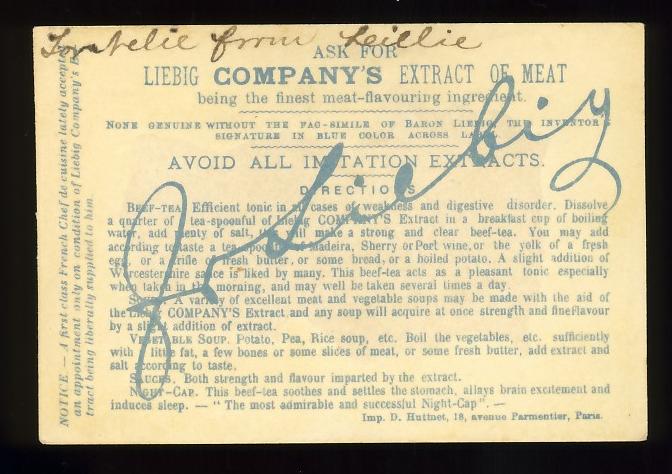 from Lillie
ASK FOR
LIEBIG COMPANY'S EXTRACT OF MEAT
being the finest meat-flavouring ingredient.
NONE GENUINE WITHOUT THE FAC-SIMILE OF BARON LIEBIG THE INVENTOR'S
SIGNATURE IN BLUE COLOR ACROSS LABEL.
AVOID ALL IMITATION EXTRACTS.
DIRECTIONS
BEEF-TEA. Efficient tonic in all cases of weakness and digestive disorder. Dissolve
a quarter of a tea-spoonful of Liebig COMPANY'S Extract in a breakfast cup of boiling
water, add plenty of salt, will make a strong and clear beef-tea. You may add
according to taste a tea-spoonful Madeira, Sherry or Port wine, or the yolk of a fresh
egg, or a trifle of fresh butter, or some bread, or a boiled potato. A slight addition of
Worcestershire sauce is liked by many. This beef-tea acts as a pleasant tonic especially
when taken in the morning, and may well be taken several times a day.
SOUPS. A variety of excellent meat and vegetable soups may be made with the aid of
the Liebig COMPANY'S Extract and any soup will acquire at once strength and fine flavour
by a slight addition of extract.
VEGETABLE SOUP. Potato, Pea, Rice soup, etc. Boil the vegetables, etc. sufficiently
with a little fat, a few bones or some slices of meat, or some fresh butter, add extract and
salt according to taste.
SAUCES. Both strength and flavour imparted by the extract.
NIGHT-CAP. This beef-tea soothes and settles the stomach, allays brain excitement and
induces sleep. — "The most admirable and successful Night-Cap". —
Imp. D. Hutinet, 18, avenue Parmentier, Paris.
J v Liebig
NOTICE. — A first class French Chef de cuisine lately accepted
an appointment only on condition of Liebig Company's Ex
tract being liberally supplied to him.